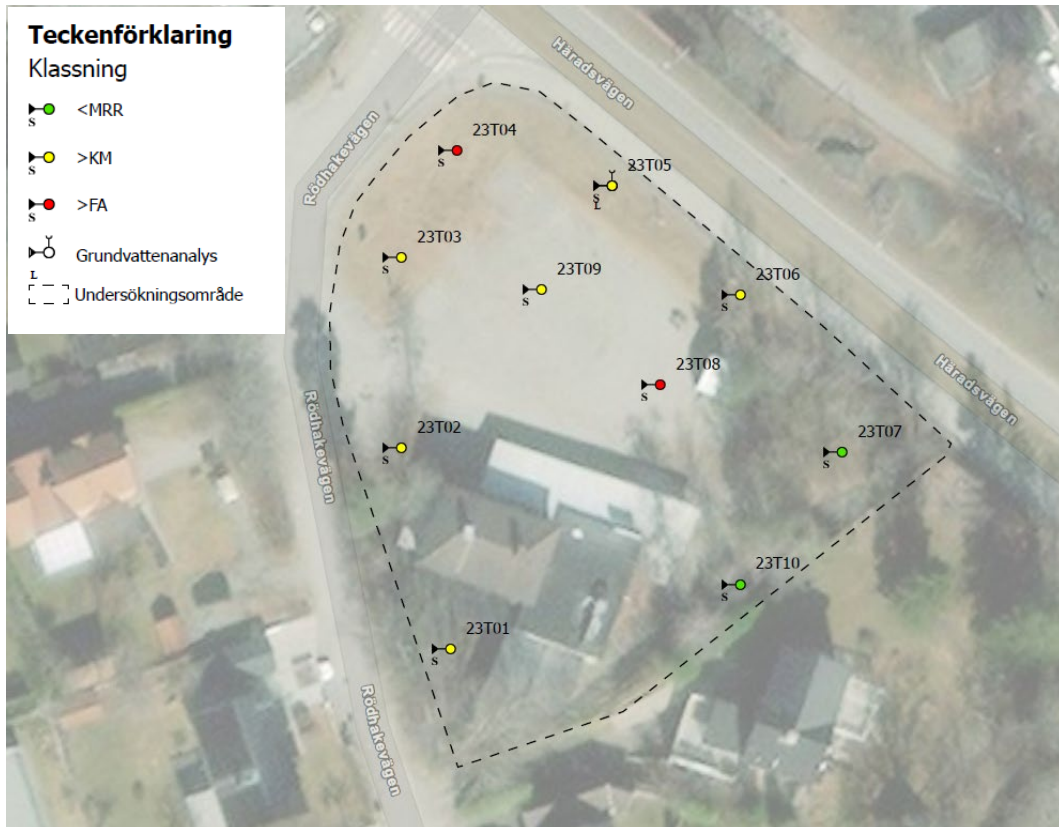 Teckenförklaring
Klassning
S <MRR
S >KM
S >FA
L Grundvattenanalys
Undersökningsområde
Häradsvägen
Rödhakevägen
23T04
S
23T05
S
L
23T03
S
23T09
S
23T06
S
23T08
S
Häradsvägen
Rödhakevägen
23T02
S
23T07
S
23T10
S
23T01
S
Rödhakevägen